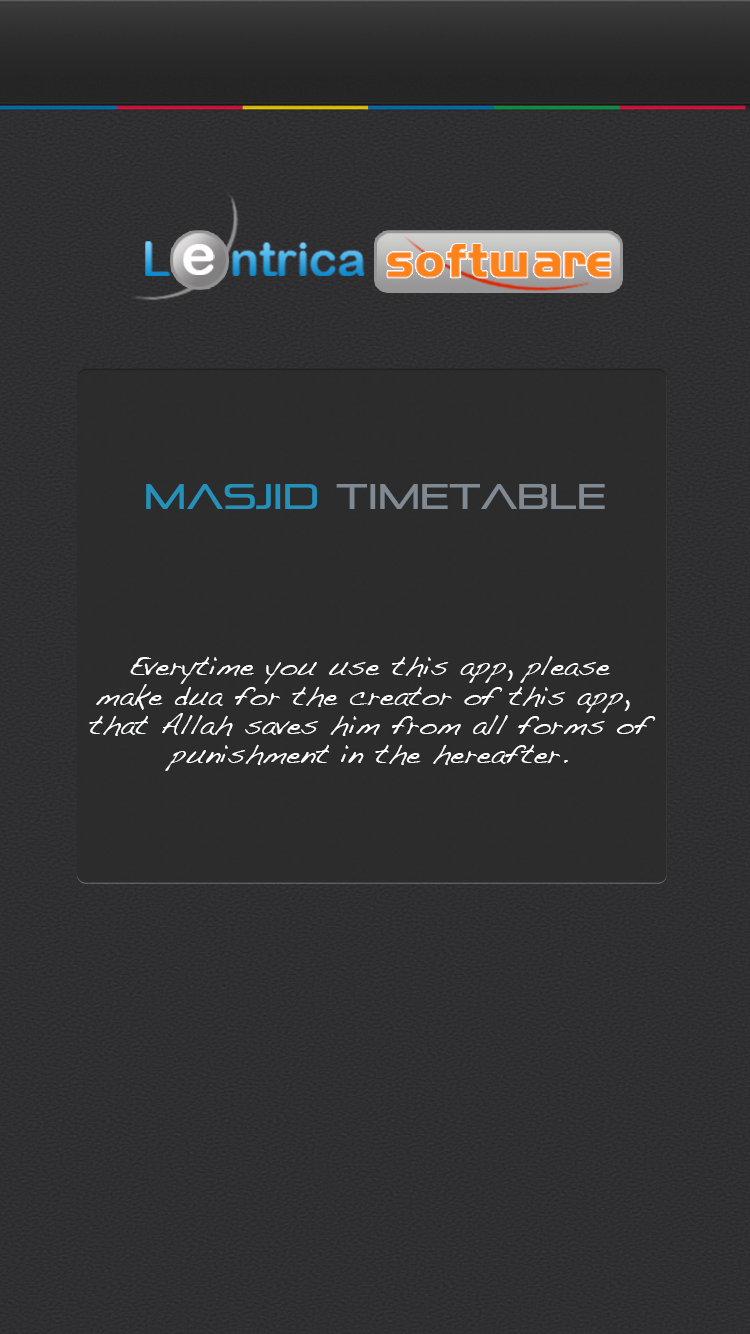 Lentrica software
MASJID TIMETABLE
Everytime you use this app, please
make dua for the creator of this app,
that Allah saves him from all forms of
punishment in the hereafter.